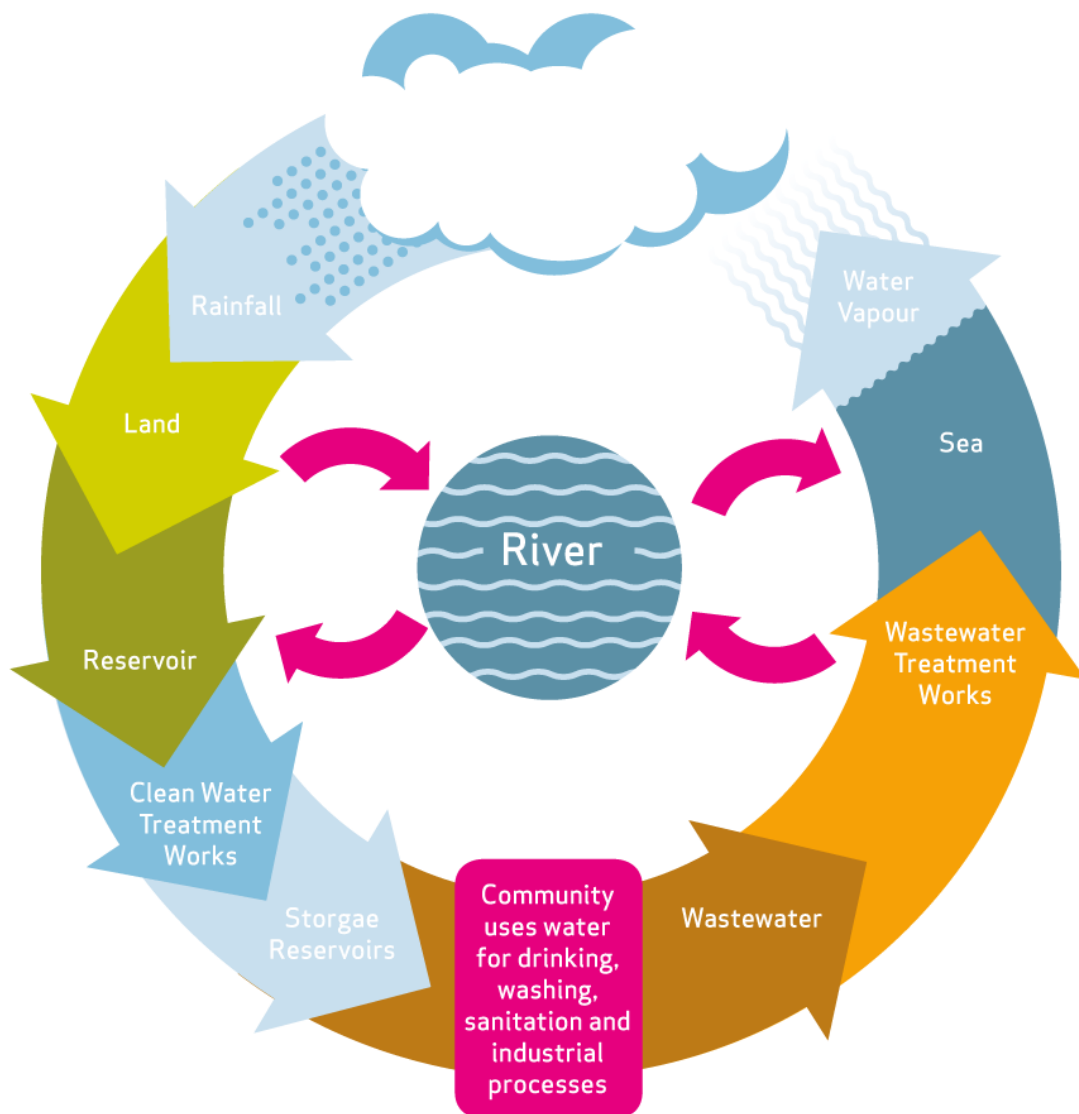 Rainfall
Water
Vapour
Land
Sea
River
Reservoir
Wastewater
Treatment
Works
Clean Water
Treatment
Works
Storgae
Reservoirs
Community
uses water
for drinking,
washing,
sanitation and
industrial
processes
Wastewater